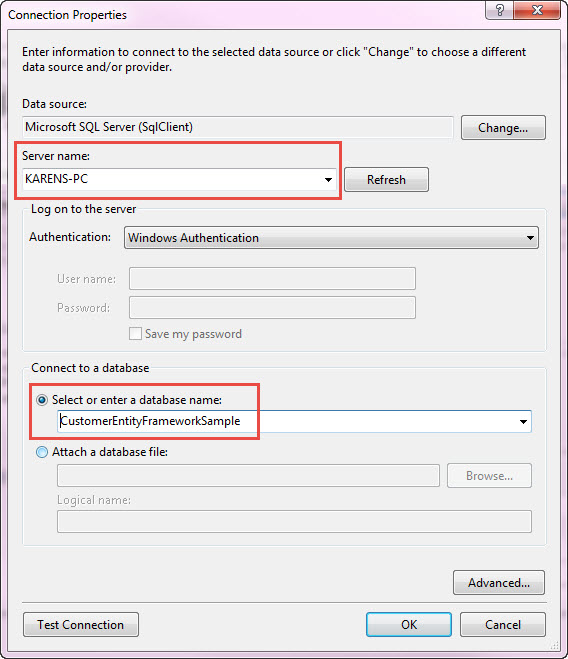 Connection Properties
Enter information to connect to the selected data source or click "Change" to choose a different
data source and/or provider.
Data source:
Microsoft SQL Server (SqlClient)
Change...
Server name:
KARENS-PC
Refresh
Log on to the server
Authentication:
Windows Authentication
User name:
Password:
Save my password
Connect to a database
Select or enter a database name:
CustomerEntityFrameworkSample
Attach a database file:
Browse...
Logical name:
Advanced...
Test Connection
OK
Cancel